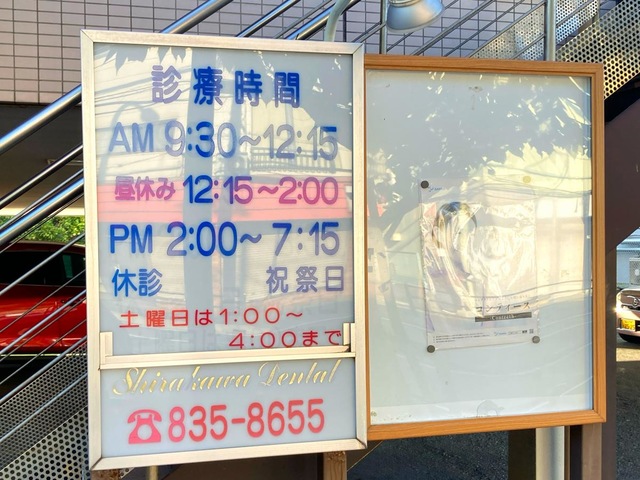 診療時間
AM 9:30〜12:15
昼休み 12:15〜2:00
PM 2:00〜7:15
休診 祝祭日
土曜日は1:00〜
4:00まで
Shirakawa Dental
☎835-8655